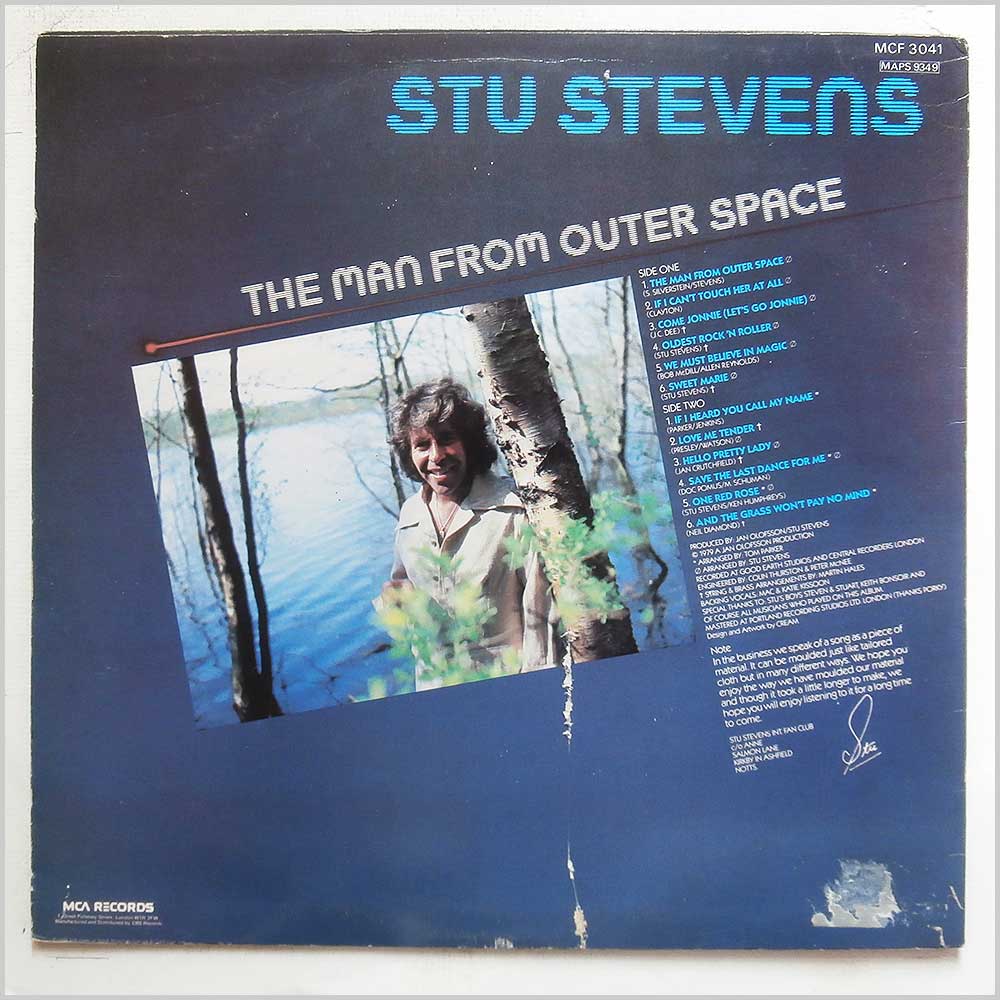 MCF 3041
MAPS 9349
STU STEVENS
THE MAN FROM OUTER SPACE
SIDE ONE
1. THE MAN FROM OUTER SPACE ∅
(S. SILVERSTEIN/STEVENS)
2. IF I CAN'T TOUCH HER AT ALL ∅
(CLAYTON)
3. COME JONNIE (LET'S GO JONNIE) ∅
(J.C. DEE) †
4. OLDEST ROCK 'N ROLLER ∅
(STU STEVENS) †
5. WE MUST BELIEVE IN MAGIC ∅
(BOB McDILL/ALLEN REYNOLDS)
6. SWEET MARIE ∅
(STU STEVENS) †
SIDE TWO
1. IF I HEARD YOU CALL MY NAME *
(PARKER/JENKINS)
2. LOVE ME TENDER †
(PRESLEY/WATSON) ∅
3. HELLO PRETTY LADY ∅
(JAN CRUTCHFIELD) †
4. SAVE THE LAST DANCE FOR ME * ∅
(DOC POMUS/M. SCHUMAN)
5. ONE RED ROSE * ∅
(STU STEVENS/KEN HUMPHREYS)
6. AND THE GRASS WON'T PAY NO MIND *
(NEIL DIAMOND) †
PRODUCED BY: JAN OLOFSSON/STU STEVENS
© 1979 A. JAN OLOFSSON PRODUCTION
* ARRANGED BY: TOM PARKER
∅ ARRANGED BY: STU STEVENS
RECORDED AT GOOD EARTH STUDIOS AND CENTRAL RECORDERS LONDON
ENGINEERED BY: COLIN THURSTON & PETER McNEE
† STRING & BRASS ARRANGEMENTS BY: MARTIN HALES
BACKING VOCALS: MAC & KATIE KISSOON
SPECIAL THANKS TO: STU'S BOYS STEVEN & STUART, KEITH BONSOIR AND
OF COURSE ALL MUSICIANS WHO PLAYED ON THIS ALBUM.
MASTERED AT PORTLAND RECORDING STUDIOS LTD. LONDON (THANKS PORKY)
Design and Artwork by CREAM
Note
In the business we speak of a song as a piece of
material. It can be moulded just like tailored
cloth but in many different ways. We hope you
enjoy the way we have moulded our material
and though it took a little longer to make, we
hope you will enjoy listening to it for a long time
to come.
STU STEVENS INT FAN CLUB
c/o ANNE
SALMON LANE
KIRKBY IN ASHFIELD
NOTTS.
Stu
MCA RECORDS
London W1R 3FW
Manufactured and Distributed by EMI Records